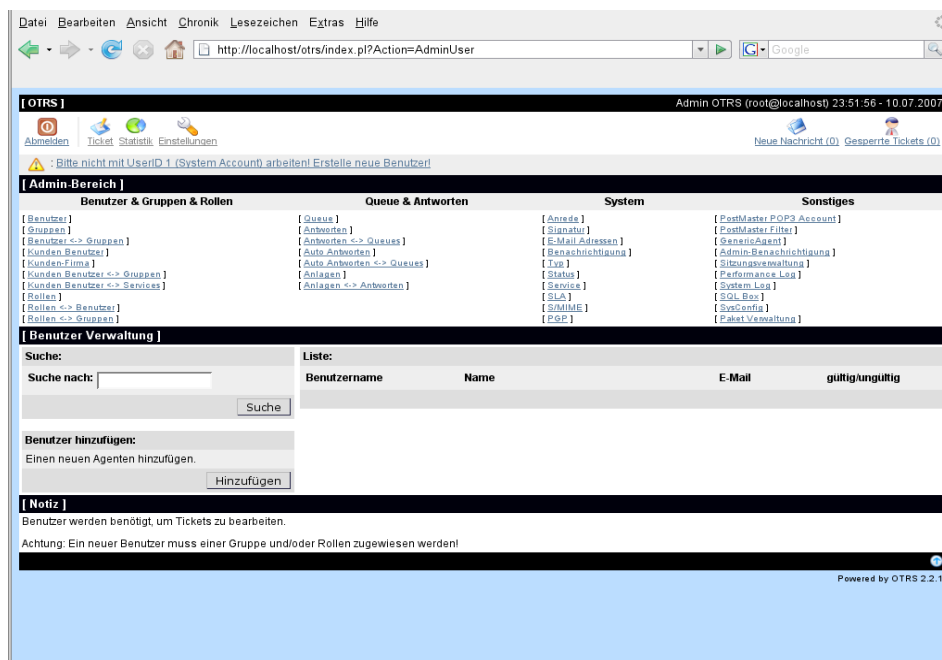 Datei Bearbeiten Ansicht Chronik Lesezeichen Extras Hilfe
http://localhost/otrs/index.pl?Action=AdminUser
G Google
[ OTRS ] Admin OTRS (root@localhost) 23:51:56 - 10.07.2007
Abmelden Ticket Statistik Einstellungen Neue Nachricht (0) Gesperrte Tickets (0)
: Bitte nicht mit UserID 1 (System Account) arbeiten! Erstelle neue Benutzer!
[ Admin-Bereich ]
Benutzer & Gruppen & Rollen Queue & Antworten System Sonstiges
[ Benutzer ] [ Queue ] [ Anrede ] [ PostMaster POP3 Account ]
[ Gruppen ] [ Antworten ] [ Signatur ] [ PostMaster Filter ]
[ Benutzer <-> Gruppen ] [ Antworten <-> Queues ] [ E-Mail Adressen ] [ GenericAgent ]
[ Kunden Benutzer ] [ Auto Antworten ] [ Benachrichtigung ] [ Admin-Benachrichtigung ]
[ Kunden-Firma ] [ Auto Antworten <-> Queues ] [ Typ ] [ Sitzungsverwaltung ]
[ Kunden Benutzer <-> Gruppen ] [ Anlagen ] [ Status ] [ Performance Log ]
[ Kunden Benutzer <-> Services ] [ Anlagen <-> Antworten ] [ Service ] [ System Log ]
[ Rollen ] [ SLA ] [ SQL Box ]
[ Rollen <-> Benutzer ] [ S/MIME ] [ SysConfig ]
[ Rollen <-> Gruppen ] [ PGP ] [ Paket Verwaltung ]
[ Benutzer Verwaltung ]
Suche: Liste:
Suche nach: Benutzername Name E-Mail gültig/ungültig
Suche
Benutzer hinzufügen:
Einen neuen Agenten hinzufügen.
Hinzufügen
[ Notiz ]
Benutzer werden benötigt, um Tickets zu bearbeiten.
Achtung: Ein neuer Benutzer muss einer Gruppe und/oder Rollen zugewiesen werden!
Powered by OTRS 2.2.1